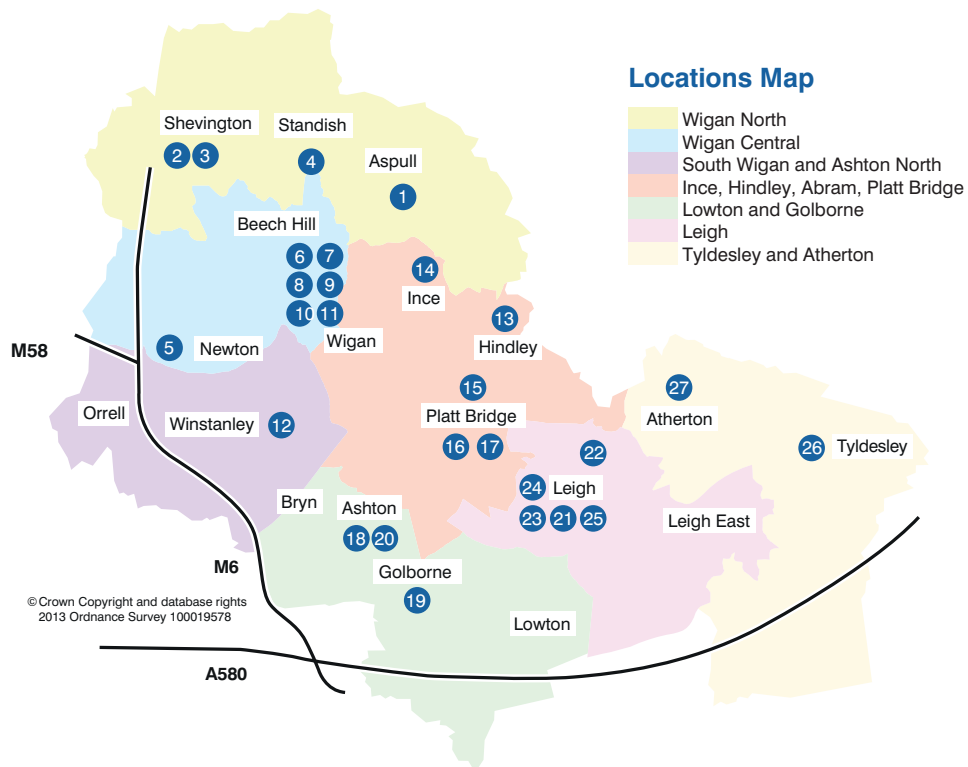 Locations Map
Wigan North
Wigan Central
South Wigan and Ashton North
Ince, Hindley, Abram, Platt Bridge
Lowton and Golborne
Leigh
Tyldesley and Atherton
Shevington
Standish
Aspull
2 3
4
1
Beech Hill
6 7
8 9
10 11
14
Ince
13
Wigan
Hindley
M58
5
Newton
15
27
Orrell
Winstanley
12
Platt Bridge
Atherton
16 17
22
26
Tyldesley
24
Leigh
Bryn
Ashton
23 21 25
Leigh East
18 20
M6
Golborne
19
© Crown Copyright and database rights
2013 Ordnance Survey 100019578
Lowton
A580